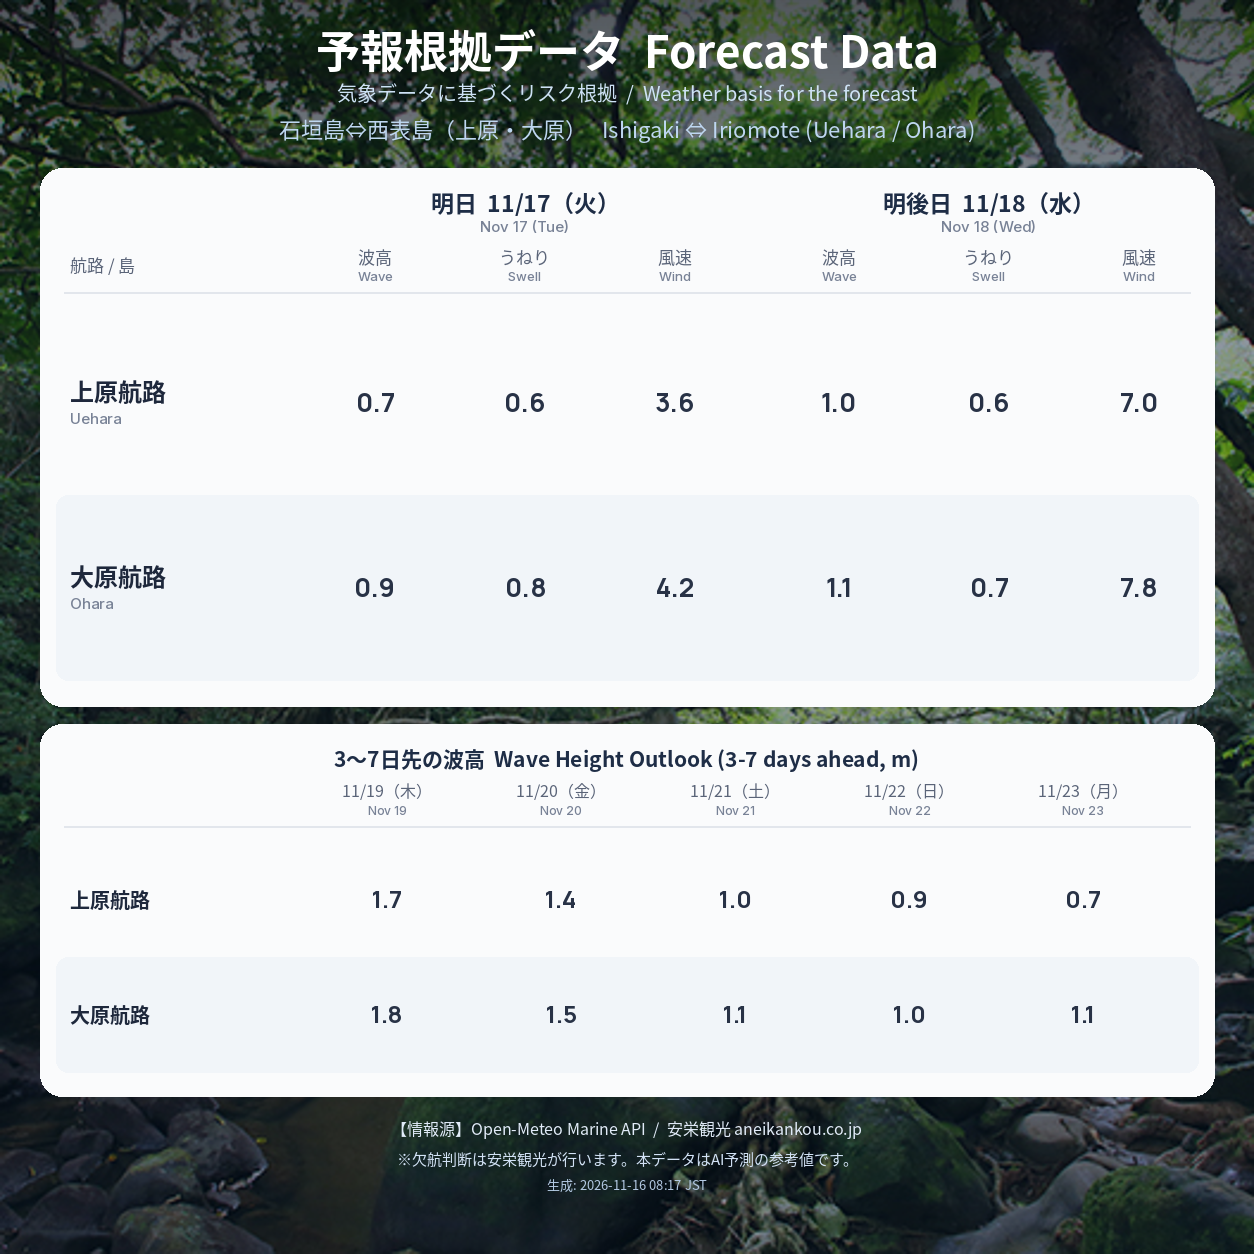 予報根拠データ Forecast Data
気象データに基づくリスク根拠 / Weather basis for the forecast
石垣島⇔西表島（上原・大原） Ishigaki ⇔ Iriomote (Uehara / Ohara)
明日 11/17（火） 明後日 11/18（水）
Nov 17 (Tue) Nov 18 (Wed)
航路 / 島 波高 うねり 風速 波高 うねり 風速
Wave Swell Wind Wave Swell Wind
上原航路 0.7 0.6 3.6 1.0 0.6 7.0
Uehara
大原航路 0.9 0.8 4.2 1.1 0.7 7.8
Ohara
3〜7日先の波高 Wave Height Outlook (3-7 days ahead, m)
11/19（木） 11/20（金） 11/21（土） 11/22（日） 11/23（月）
Nov 19 Nov 20 Nov 21 Nov 22 Nov 23
上原航路 1.7 1.4 1.0 0.9 0.7
大原航路 1.8 1.5 1.1 1.0 1.1
【情報源】Open-Meteo Marine API / 安栄観光 aneikankou.co.jp
※欠航判断は安栄観光が行います。本データはAI予測の参考値です。
生成: 2026-11-16 08:17 JST